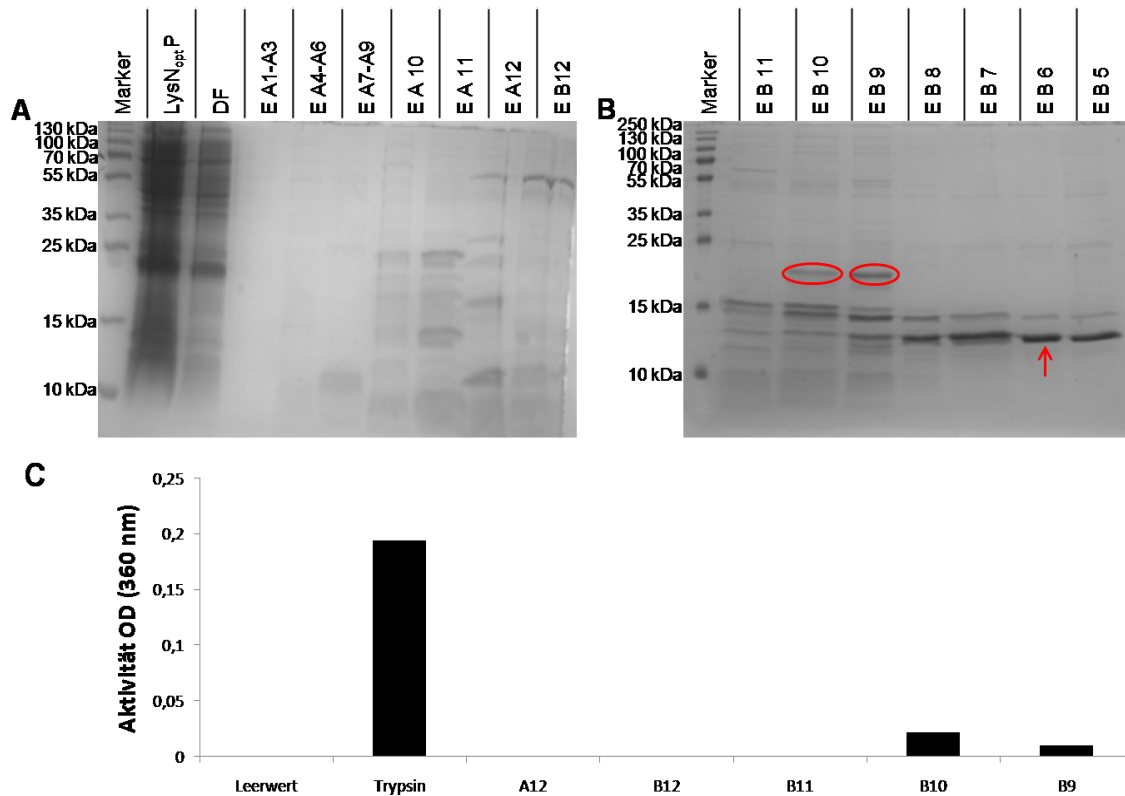 A
Marker
LysNoptP
DF
E A1-A3
E A4-A6
E A7-A9
E A 10
E A 11
E A12
E B12
130 kDa
100 kDa
70 kDa
55 kDa
35 kDa
25 kDa
15 kDa
10 kDa
B
Marker
E B 11
E B 10
E B 9
E B 8
E B 7
E B 6
E B 5
250 kDa
130 kDa
100 kDa
70 kDa
55 kDa
35 kDa
25 kDa
15 kDa
10 kDa
C
Aktivität OD (360 nm)
0,25
0,2
0,15
0,1
0,05
0
Leerwert
Trypsin
A12
B12
B11
B10
B9